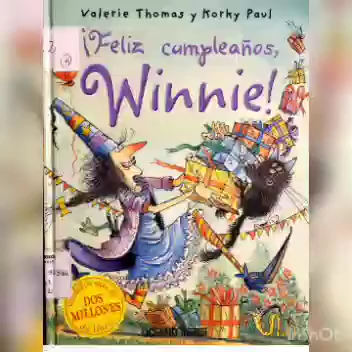 Valerie Thomas y Korky Paul
¡Feliz cumpleaños,
Winnie!
DOS
MILLONES